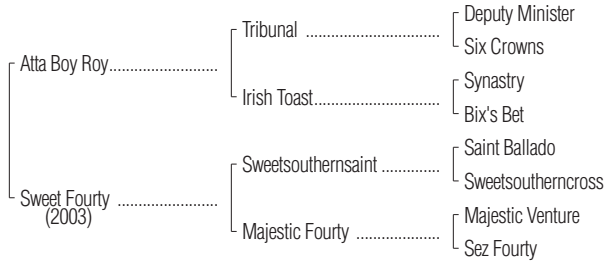 Deputy Minister
Tribunal ........................................
Six Crowns
Atta Boy Roy................................
Synastry
Irish Toast......................................
Bix's Bet
Saint Ballado
Sweetsouthernsaint ..................
Sweetsoutherncross
Sweet Fourty ..............................
(2003)
Majestic Venture
Majestic Fourty .........................
Sez Fourty